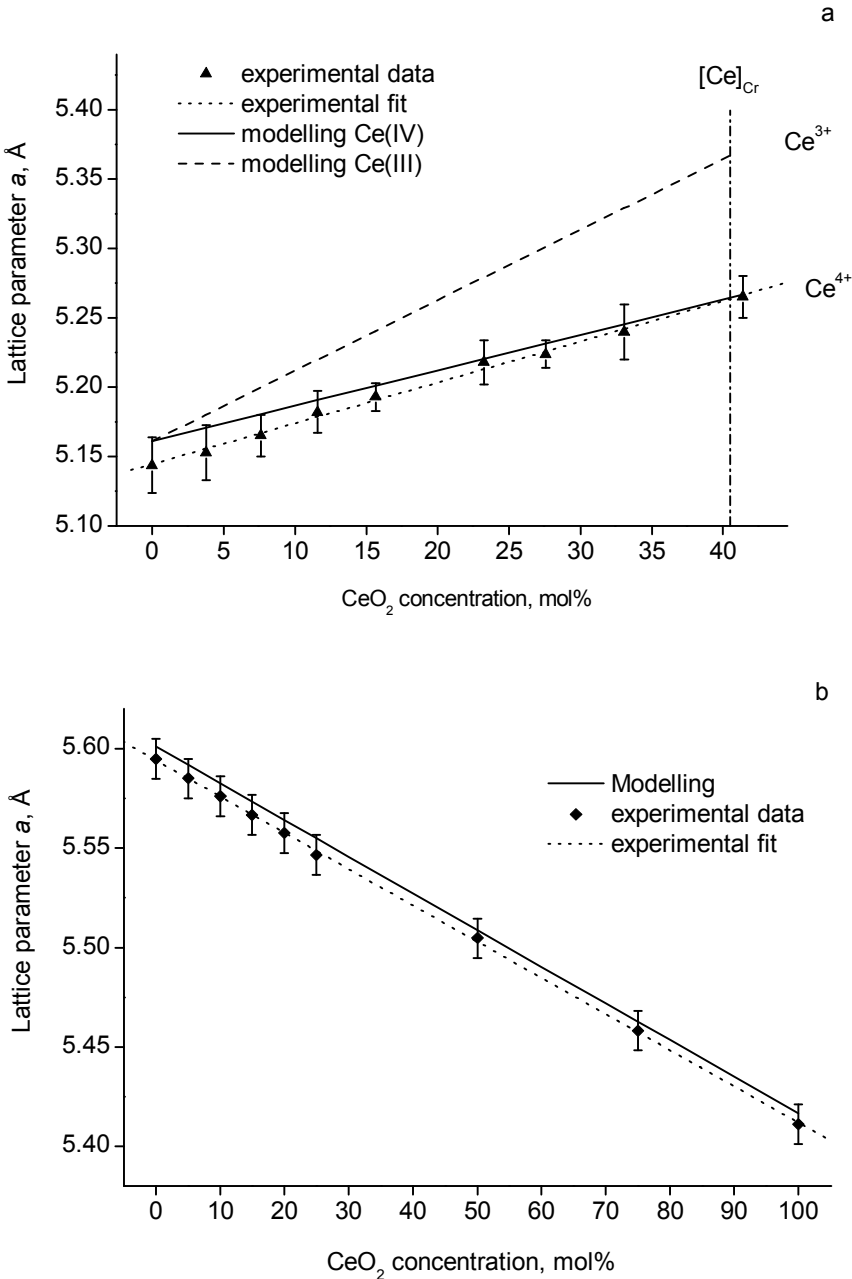 a
experimental data
experimental fit
modelling Ce(IV)
modelling Ce(III)
[Ce]Cr
Ce3+
Ce4+
5.40
5.35
5.30
5.25
5.20
5.15
5.10
Lattice parameter a, Å
0 5 10 15 20 25 30 35 40
CeO2 concentration, mol%
b
Modelling
experimental data
experimental fit
5.60
5.55
5.50
5.45
5.40
Lattice parameter a, Å
0 10 20 30 40 50 60 70 80 90 100
CeO2 concentration, mol%